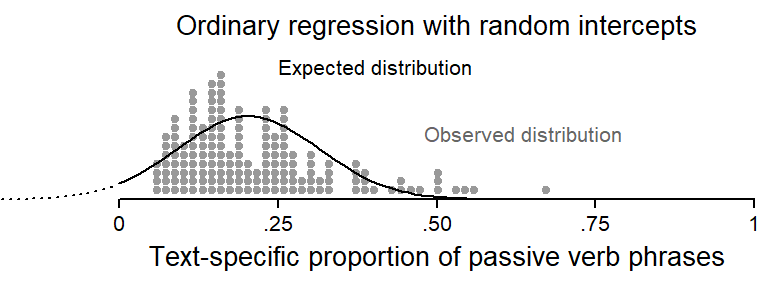 Ordinary regression with random intercepts
Expected distribution
Observed distribution
0 .25 .50 .75 1
Text-specific proportion of passive verb phrases